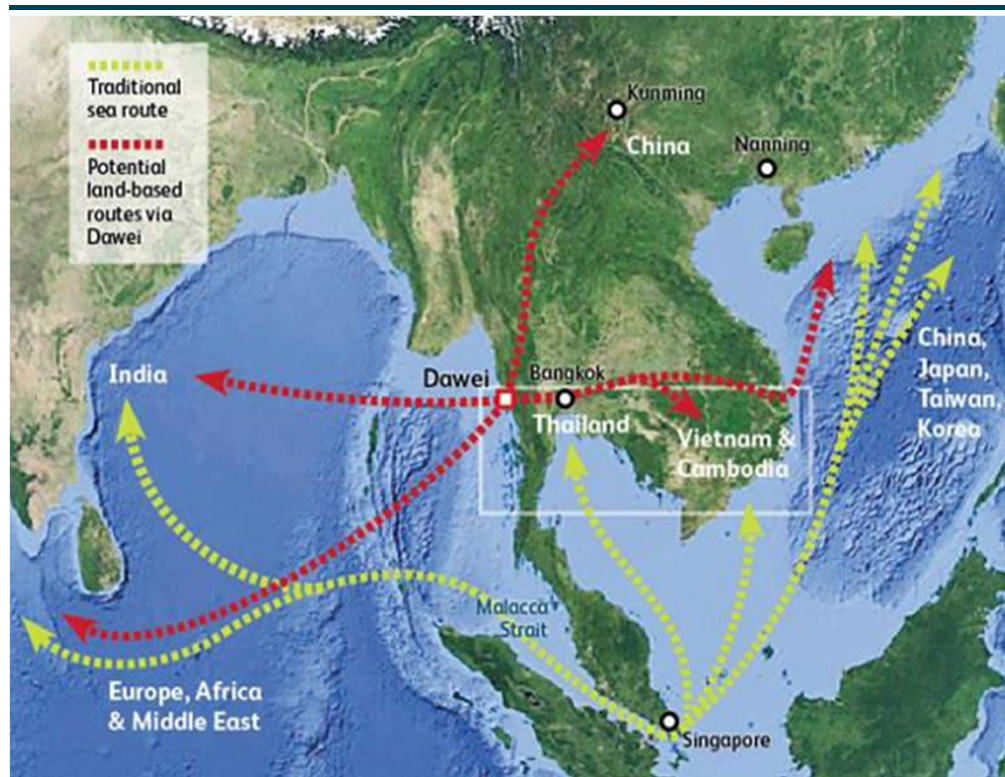 Traditional
sea route
Potential
land-based
routes via
Dawei
Kunming
China
Nanning
India
Dawei
Bangkok
Thailand
Vietnam &
Cambodia
China,
Japan,
Taiwan,
Korea
Malacca
Strait
Europe, Africa
& Middle East
Singapore